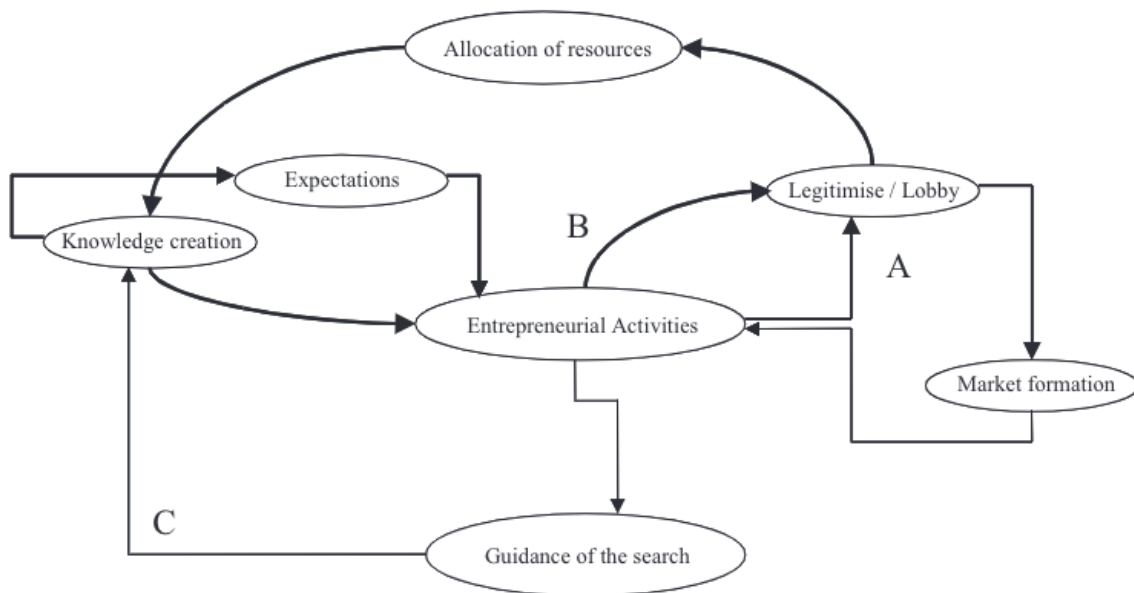 Allocation of resources
Expectations
Legitimise / Lobby
B
Knowledge creation
A
Entrepreneurial Activities
Market formation
C
Guidance of the search